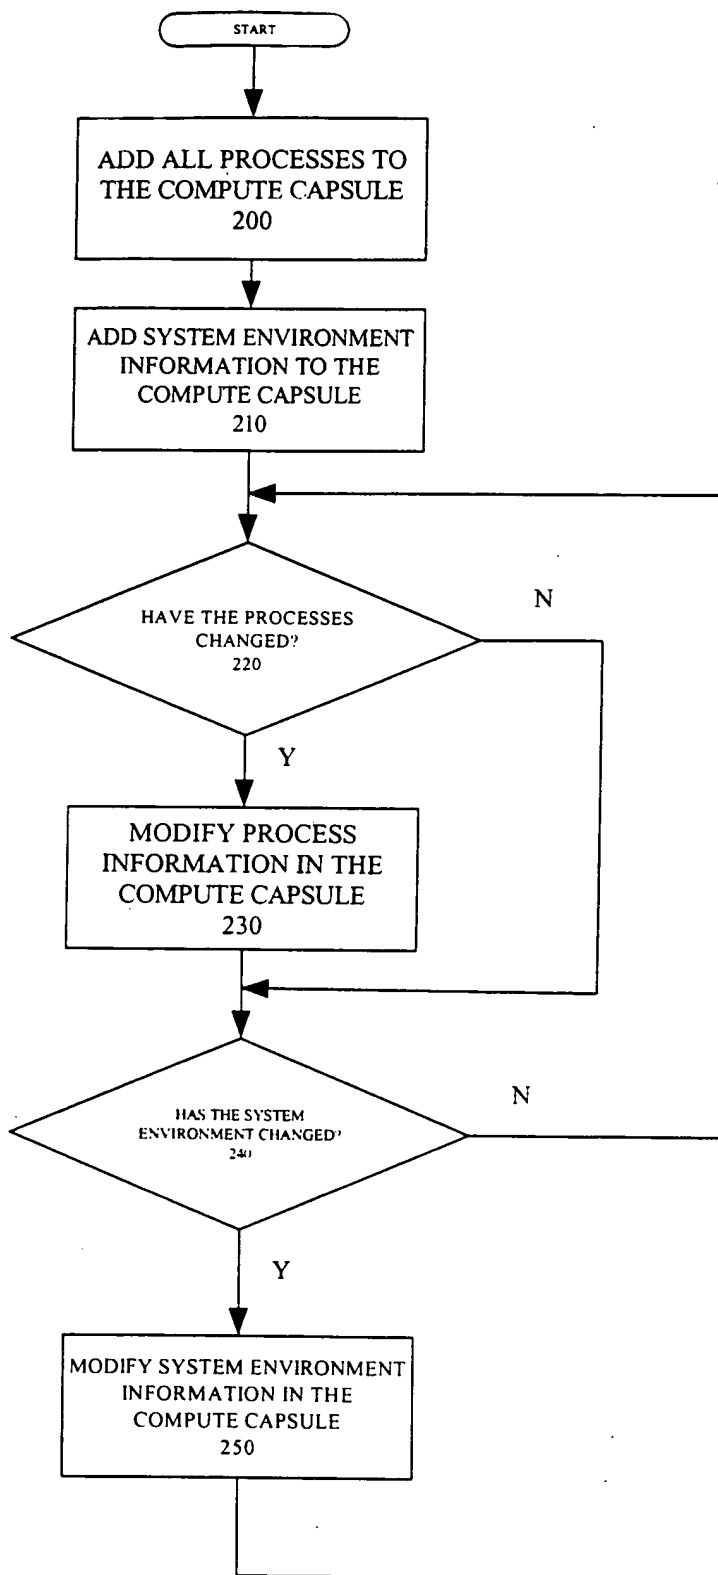 START
ADD ALL PROCESSES TO
THE COMPUTE CAPSULE
200
ADD SYSTEM ENVIRONMENT
INFORMATION TO THE
COMPUTE CAPSULE
210
HAVE THE PROCESSES
CHANGED?
220
N
Y
MODIFY PROCESS
INFORMATION IN THE
COMPUTE CAPSULE
230
HAS THE SYSTEM
ENVIRONMENT CHANGED?
240
N
Y
MODIFY SYSTEM ENVIRONMENT
INFORMATION IN THE
COMPUTE CAPSULE
250